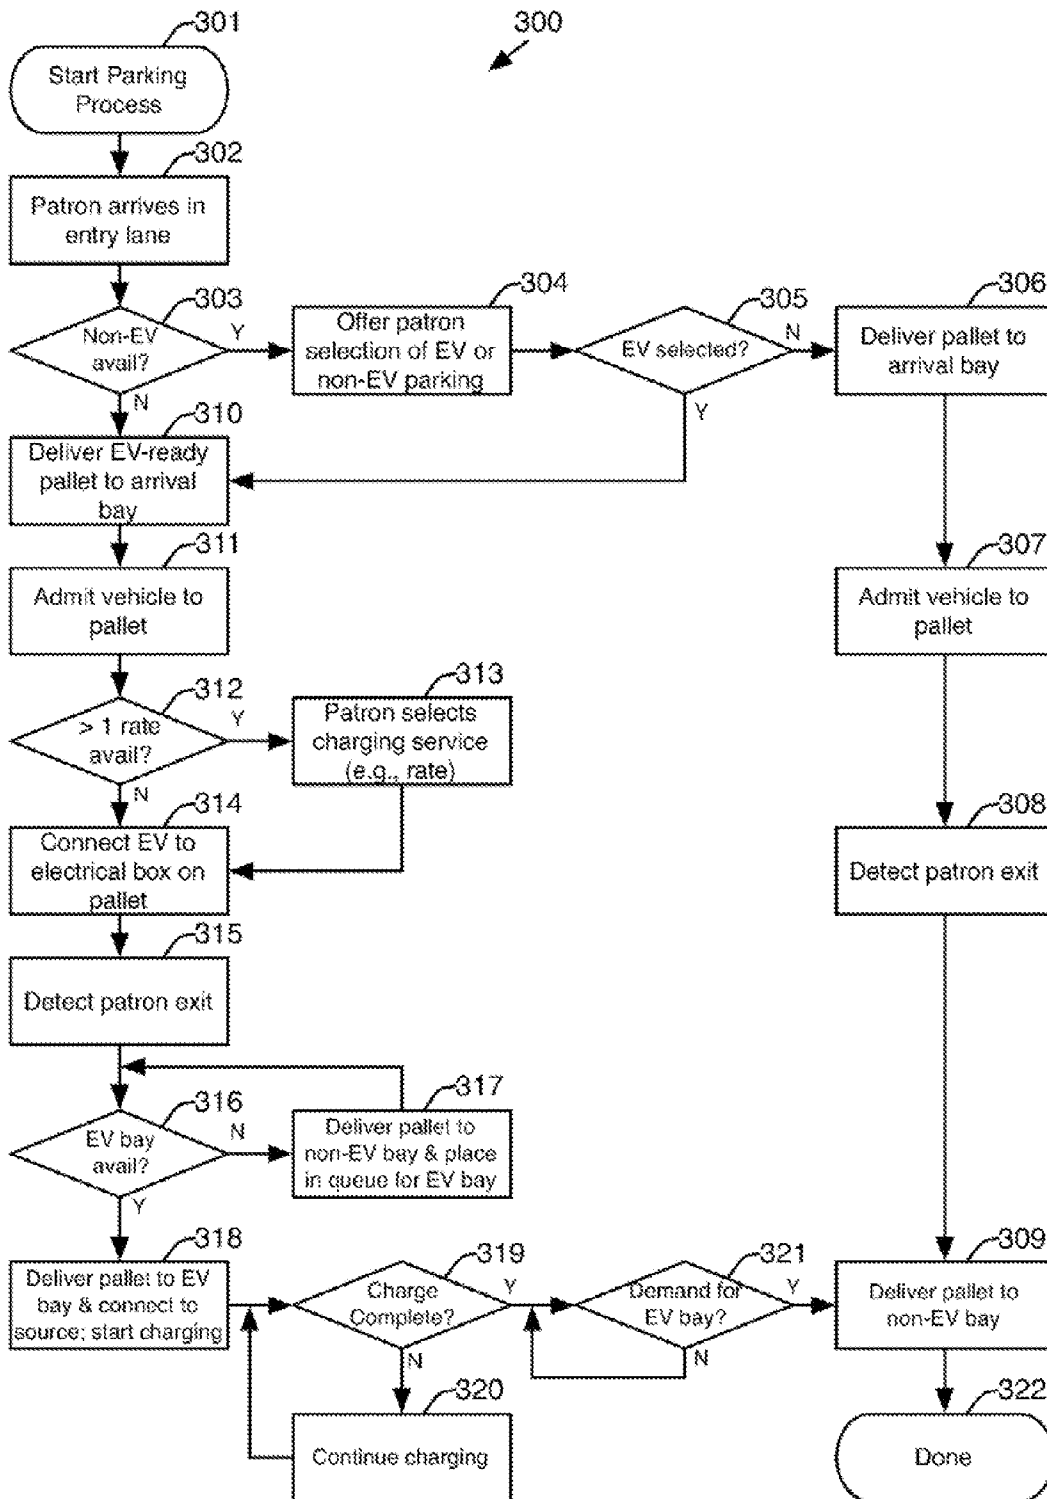 301
300
Start Parking
Process
302
Patron arrives in
entry lane
303
Non-EV
avail?
Y
N
304
Offer patron
selection of EV or
non-EV parking
305
EV selected?
N
Y
306
Deliver pallet to
arrival bay
310
Deliver EV-ready
pallet to arrival
bay
311
Admit vehicle to
pallet
307
Admit vehicle to
pallet
312
> 1 rate
avail?
Y
N
313
Patron selects
charging service
(e.g., rate)
314
Connect EV to
electrical box on
pallet
308
Detect patron exit
315
Detect patron exit
316
EV bay
avail?
N
Y
317
Deliver pallet to
non-EV bay & place
in queue for EV bay
318
Deliver pallet to EV
bay & connect to
source; start charging
319
Charge
Complete?
Y
N
321
Demand for
EV bay?
Y
N
309
Deliver pallet to
non-EV bay
320
Continue charging
322
Done